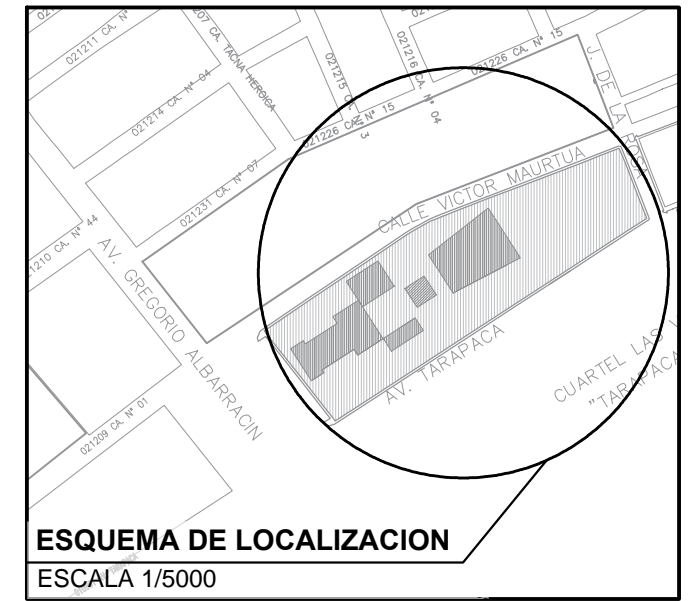 021211 CA. N° 04
207 CA. TACNA HEROICA
021215 CA. N° 3
021216 CA. N° 04
021226 CA. N° 15
J. DE LA ROSA
021214 CA. N° 04
021226 CA. N° 15
021231 CA. N° 07
CALLE VICTOR MAURTUA
1210 CA. N° 44
AV. GREGORIO ALBARRACIN
AV. TARAPACA
CUARTEL LAS V
"TARAPACA
021209 CA. N° 01
ESQUEMA DE LOCALIZACION
ESCALA 1/5000